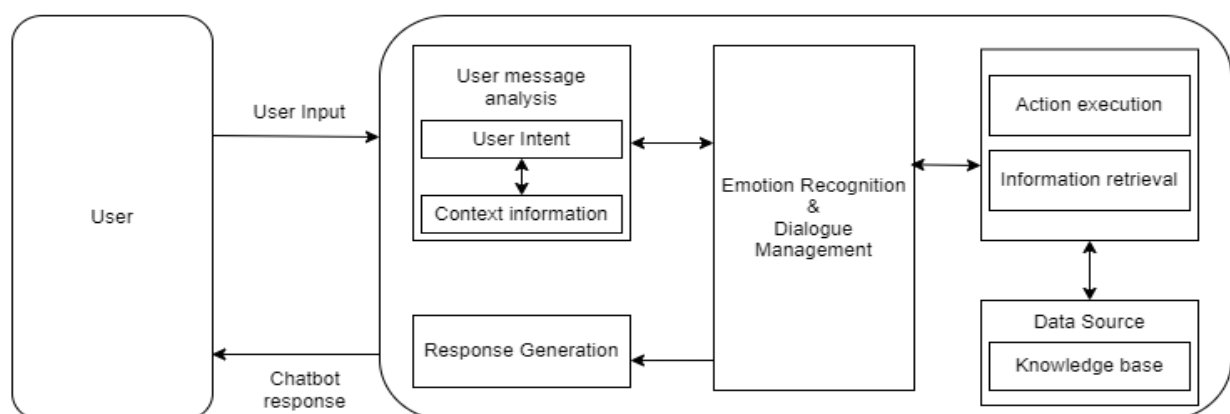 User
User Input
Chatbot
response
User message
analysis
User Intent
Context information
Response Generation
Emotion Recognition
&
Dialogue
Management
Action execution
Information retrieval
Data Source
Knowledge base